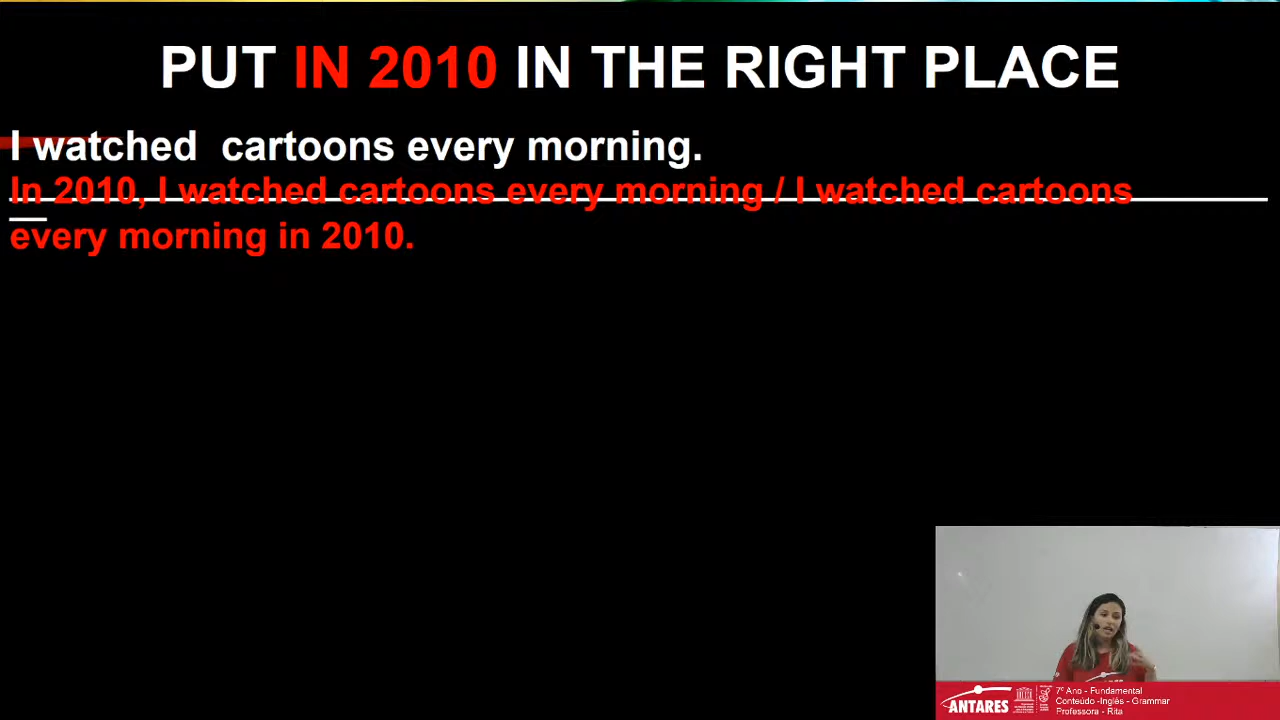 PUT IN 2010 IN THE RIGHT PLACE
I watched cartoons every morning.
In 2010, I watched cartoons every morning / I watched cartoons
every morning in 2010.
ANTARES
7º Ano - Fundamental
Conteúdo -Inglês - Grammar
Professora - Rita